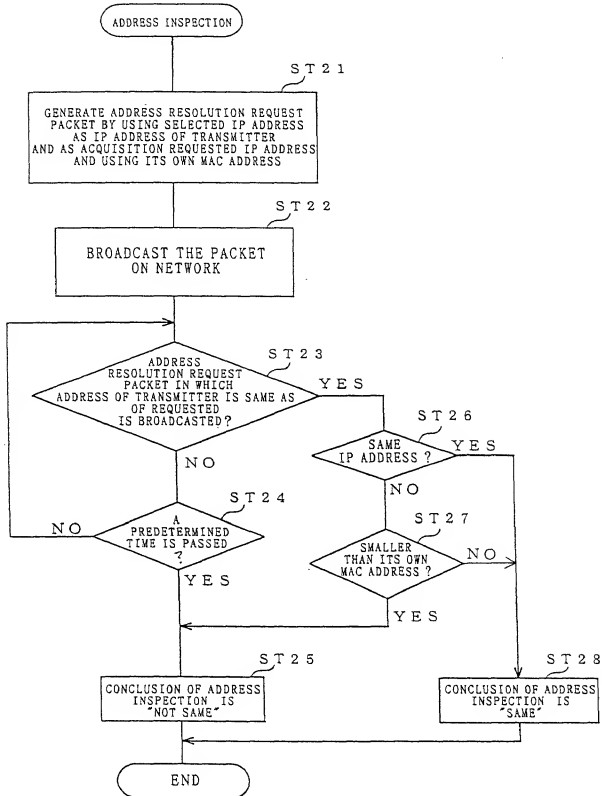 ADDRESS INSPECTION
ST21
GENERATE ADDRESS RESOLUTION REQUEST
PACKET BY USING SELECTED IP ADDRESS
AS IP ADDRESS OF TRANSMITTER
AND AS ACQUISITION REQUESTED IP ADDRESS
AND USING ITS OWN MAC ADDRESS
ST22
BROADCAST THE PACKET
ON NETWORK
ST23
ADDRESS
RESOLUTION REQUEST
PACKET IN WHICH
ADDRESS OF TRANSMITTER IS SAME AS
OF REQUESTED
IS BROADCASTED?
YES
NO
ST26
SAME
IP ADDRESS ?
YES
NO
ST24
A
PREDETERMINED
TIME IS PASSED
?
NO
YES
ST27
SMALLER
THAN ITS OWN
MAC ADDRESS ?
NO
YES
ST25
CONCLUSION OF ADDRESS
INSPECTION IS
"NOT SAME"
ST28
CONCLUSION OF ADDRESS
INSPECTION IS
"SAME"
END